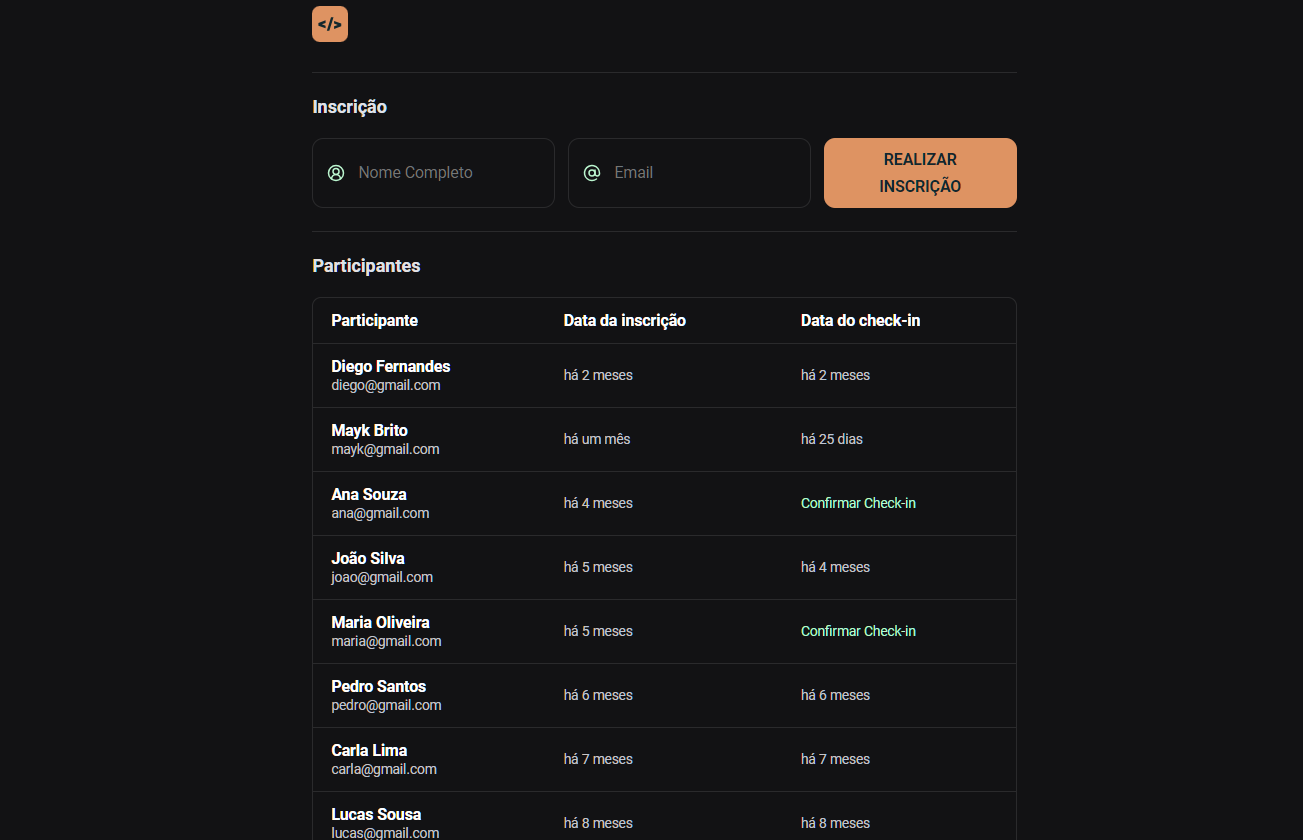 </>
Inscrição
Nome Completo
Email
REALIZAR
INSCRIÇÃO
Participantes
Participante Data da inscrição Data do check-in
Diego Fernandes
diego@gmail.com
há 2 meses há 2 meses
Mayk Brito
mayk@gmail.com
há um mês há 25 dias
Ana Souza
ana@gmail.com
há 4 meses Confirmar Check-in
João Silva
joao@gmail.com
há 5 meses há 4 meses
Maria Oliveira
maria@gmail.com
há 5 meses Confirmar Check-in
Pedro Santos
pedro@gmail.com
há 6 meses há 6 meses
Carla Lima
carla@gmail.com
há 7 meses há 7 meses
Lucas Sousa
lucas@gmail.com
há 8 meses há 8 meses